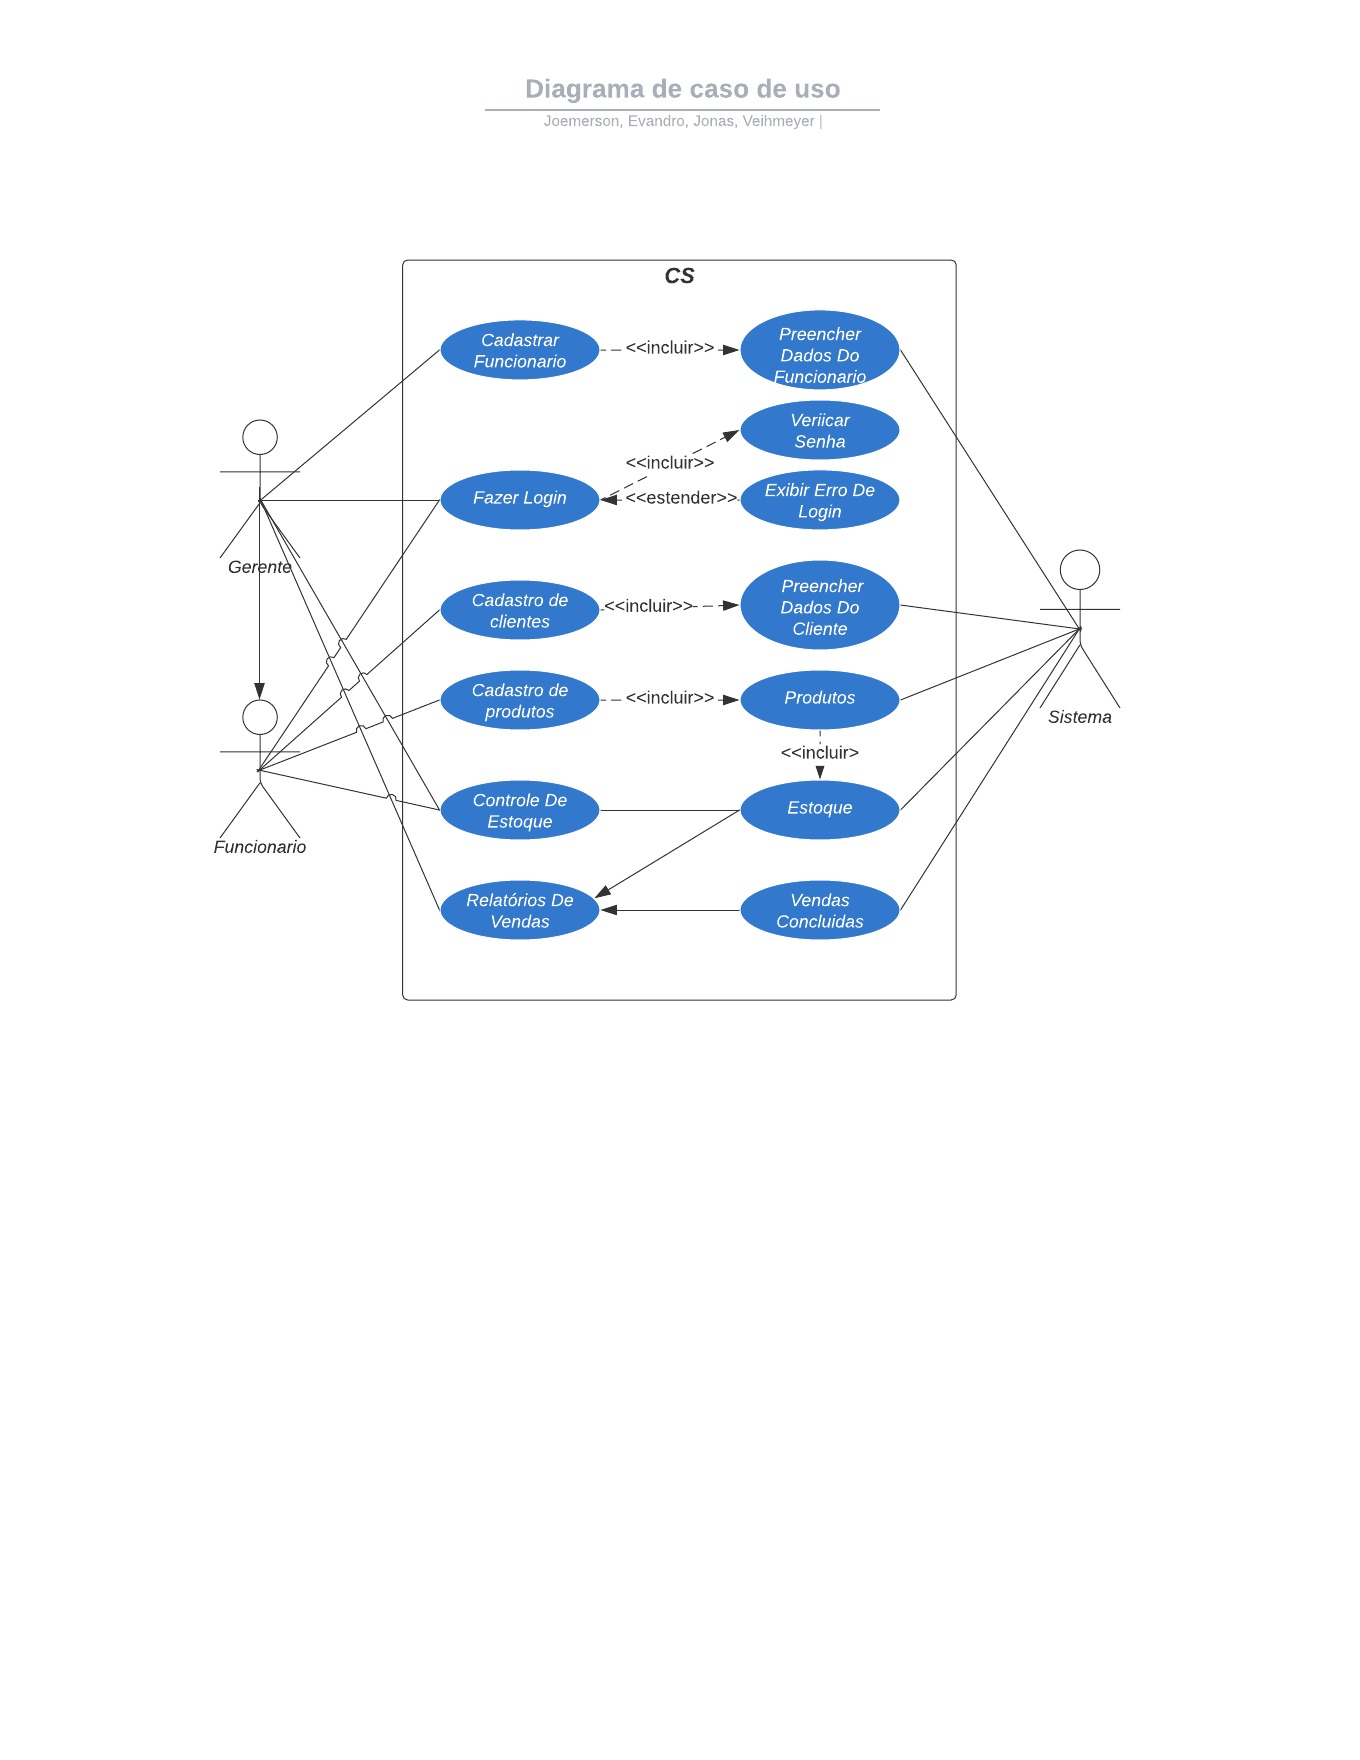 Diagrama de caso de uso
Joemerson, Evandro, Jonas, Veihmeyer |
CS
Cadastrar
Funcionario
<<incluir>>
Preencher
Dados Do
Funcionario
Veriicar
Senha
<<incluir>>
Fazer Login
<<estender>>
Exibir Erro De
Login
Gerente
Cadastro de
clientes
<<incluir>>
Preencher
Dados Do
Cliente
Cadastro de
produtos
<<incluir>>
Produtos
Sistema
<<incluir>
Controle De
Estoque
Estoque
Funcionario
Relatórios De
Vendas
Vendas
Concluidas